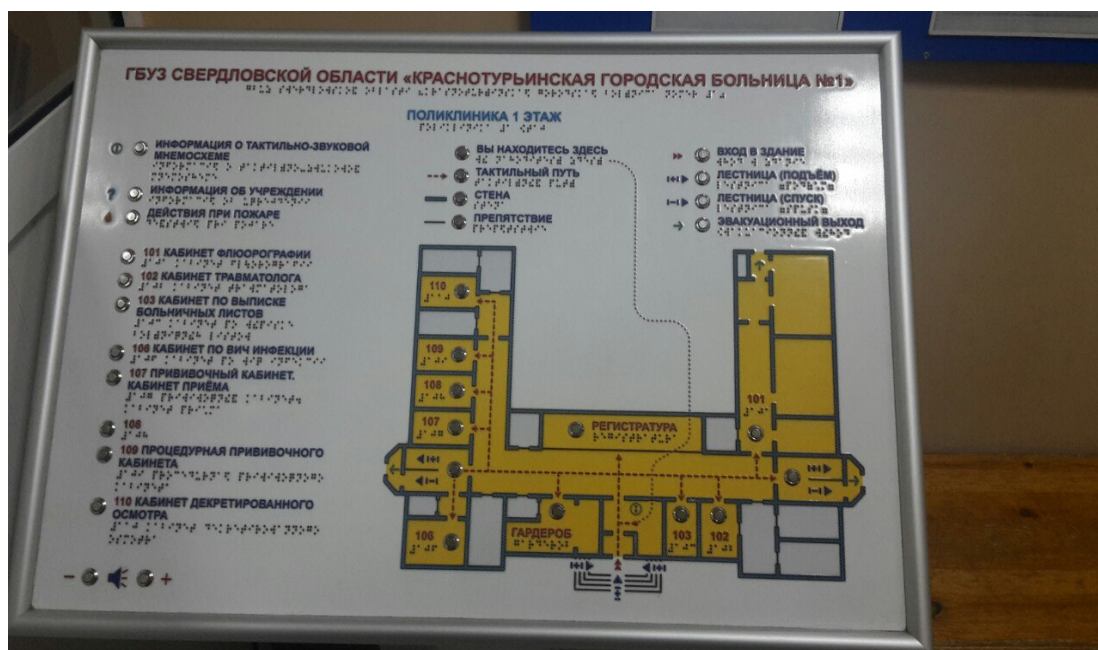 ГБУЗ СВЕРДЛОВСКОЙ ОБЛАСТИ «КРАСНОТУРЬИНСКАЯ ГОРОДСКАЯ БОЛЬНИЦА №1»
ПОЛИКЛИНИКА 1 ЭТАЖ
ИНФОРМАЦИЯ О ТАКТИЛЬНО-ЗВУКОВОЙ
МНЕМОСХЕМЕ
? ИНФОРМАЦИЯ ОБ УЧРЕЖДЕНИИ
ДЕЙСТВИЯ ПРИ ПОЖАРЕ
ВЫ НАХОДИТЕСЬ ЗДЕСЬ
ТАКТИЛЬНЫЙ ПУТЬ
СТЕНА
ПРЕПЯТСТВИЕ
ВХОД В ЗДАНИЕ
ЛЕСТНИЦА (ПОДЪЁМ)
ЛЕСТНИЦА (СПУСК)
ЭВАКУАЦИОННЫЙ ВЫХОД
101 КАБИНЕТ ФЛЮОРОГРАФИИ
102 КАБИНЕТ ТРАВМАТОЛОГА
103 КАБИНЕТ ПО ВЫПИСКЕ
БОЛЬНИЧНЫХ ЛИСТОВ
106 КАБИНЕТ ПО ВИЧ ИНФЕКЦИИ
107 ПРИВИВОЧНЫЙ КАБИНЕТ.
КАБИНЕТ ПРИЁМА
108
109 ПРОЦЕДУРНАЯ ПРИВИВОЧНОГО
КАБИНЕТА
110 КАБИНЕТ ДЕКРЕТИРОВАННОГО
ОСМОТРА
- +
110
109
108
107
101
РЕГИСТРАТУРА
106
ГАРДЕРОБ
103
102